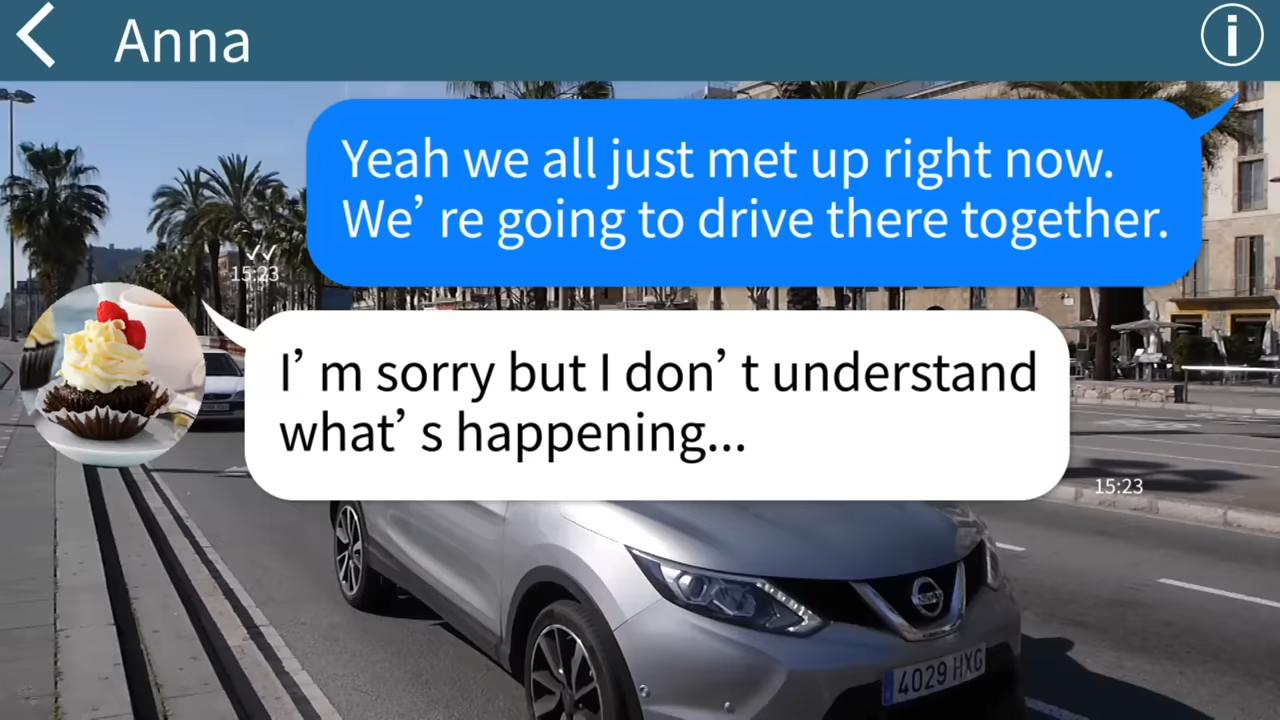 Anna
Yeah we all just met up right now.
We're going to drive there together.
15:23
I'm sorry but I don't understand
what's happening...
15:23
4029 HXG